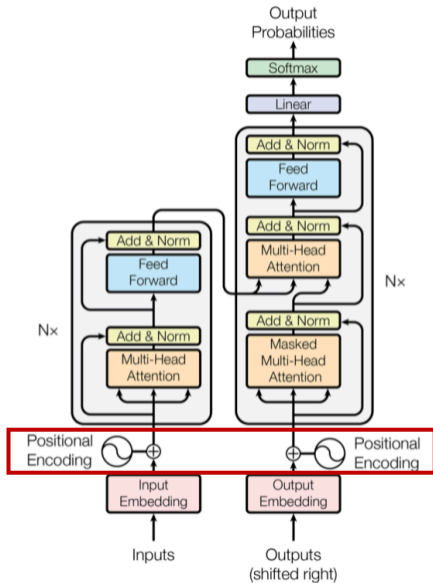 Output
Probabilities
Softmax
Linear
Add & Norm
Feed
Forward
Add & Norm
Multi-Head
Attention
Nx
Add & Norm
Masked
Multi-Head
Attention
Add & Norm
Feed
Forward
Nx
Add & Norm
Multi-Head
Attention
Positional
Encoding
Positional
Encoding
Input
Embedding
Output
Embedding
Inputs
Outputs
(shifted right)